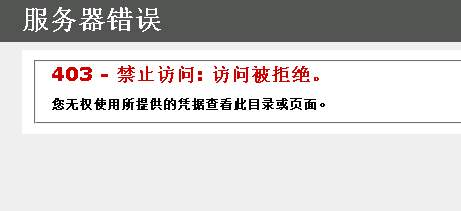 服务器错误
403 - 禁止访问: 访问被拒绝。
您无权使用所提供的凭据查看此目录或页面。